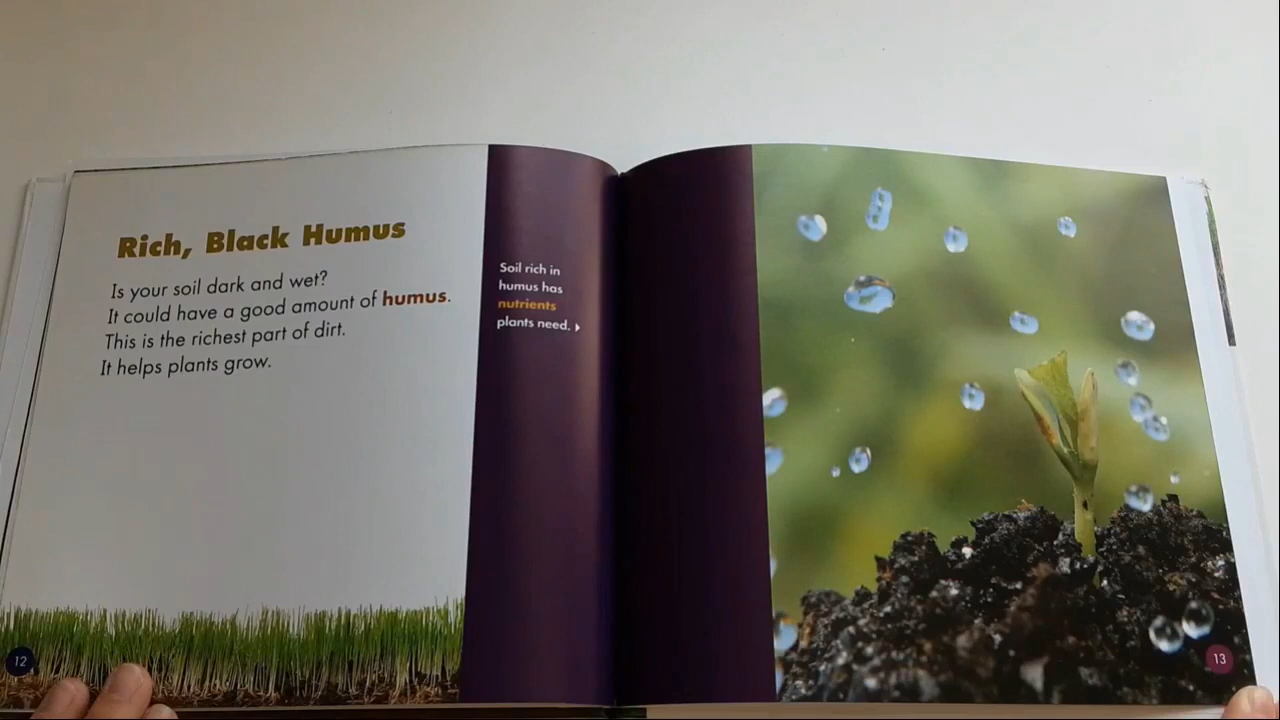 Rich, Black Humus
Is your soil dark and wet?
It could have a good amount of humus.
This is the richest part of dirt.
It helps plants grow.
Soil rich in
humus has
nutrients
plants need.
12
13